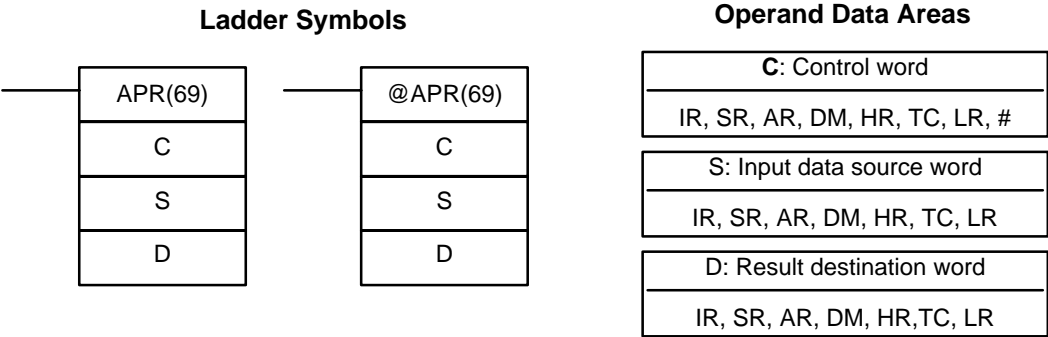 Ladder Symbols
APR(69)
C
S
D
@APR(69)
C
S
D
Operand Data Areas
C: Control word
IR, SR, AR, DM, HR, TC, LR, #
S: Input data source word
IR, SR, AR, DM, HR, TC, LR
D: Result destination word
IR, SR, AR, DM, HR,TC, LR